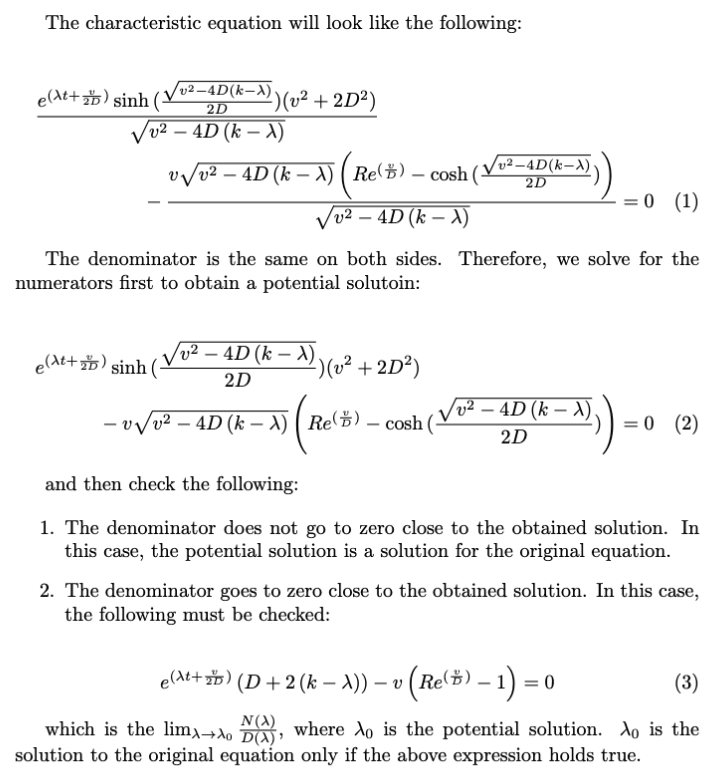 The characteristic equation will look like the following:
\frac{e^{(\lambda t+\frac{v}{2D})} \sinh(\frac{\sqrt{v^2-4D(k-\lambda)}}{2D})(v^2+2D^2)}{\sqrt{v^2-4D(k-\lambda)}}
-\frac{v\sqrt{v^2-4D(k-\lambda)}\left(Re^{(\frac{v}{D})}-\cosh(\frac{\sqrt{v^2-4D(k-\lambda)}}{2D})\right)}{\sqrt{v^2-4D(k-\lambda)}}=0 (1)
The denominator is the same on both sides. Therefore, we solve for the
numerators first to obtain a potential solutoin:
e^{(\lambda t+\frac{v}{2D})} \sinh(\frac{\sqrt{v^2-4D(k-\lambda)}}{2D})(v^2+2D^2)
-v\sqrt{v^2-4D(k-\lambda)}\left(Re^{(\frac{v}{D})}-\cosh(\frac{\sqrt{v^2-4D(k-\lambda)}}{2D})\right)=0 (2)
and then check the following:
1. The denominator does not go to zero close to the obtained solution. In
this case, the potential solution is a solution for the original equation.
2. The denominator goes to zero close to the obtained solution. In this case,
the following must be checked:
e^{(\lambda t+\frac{v}{2D})}(D+2(k-\lambda))-v\left(Re^{(\frac{v}{D})}-1\right)=0 (3)
which is the \lim_{\lambda\to\lambda_0}\frac{N(\lambda)}{D(\lambda)}, where \lambda_0 is the potential solution. \lambda_0 is the
solution to the original equation only if the above expression holds true.